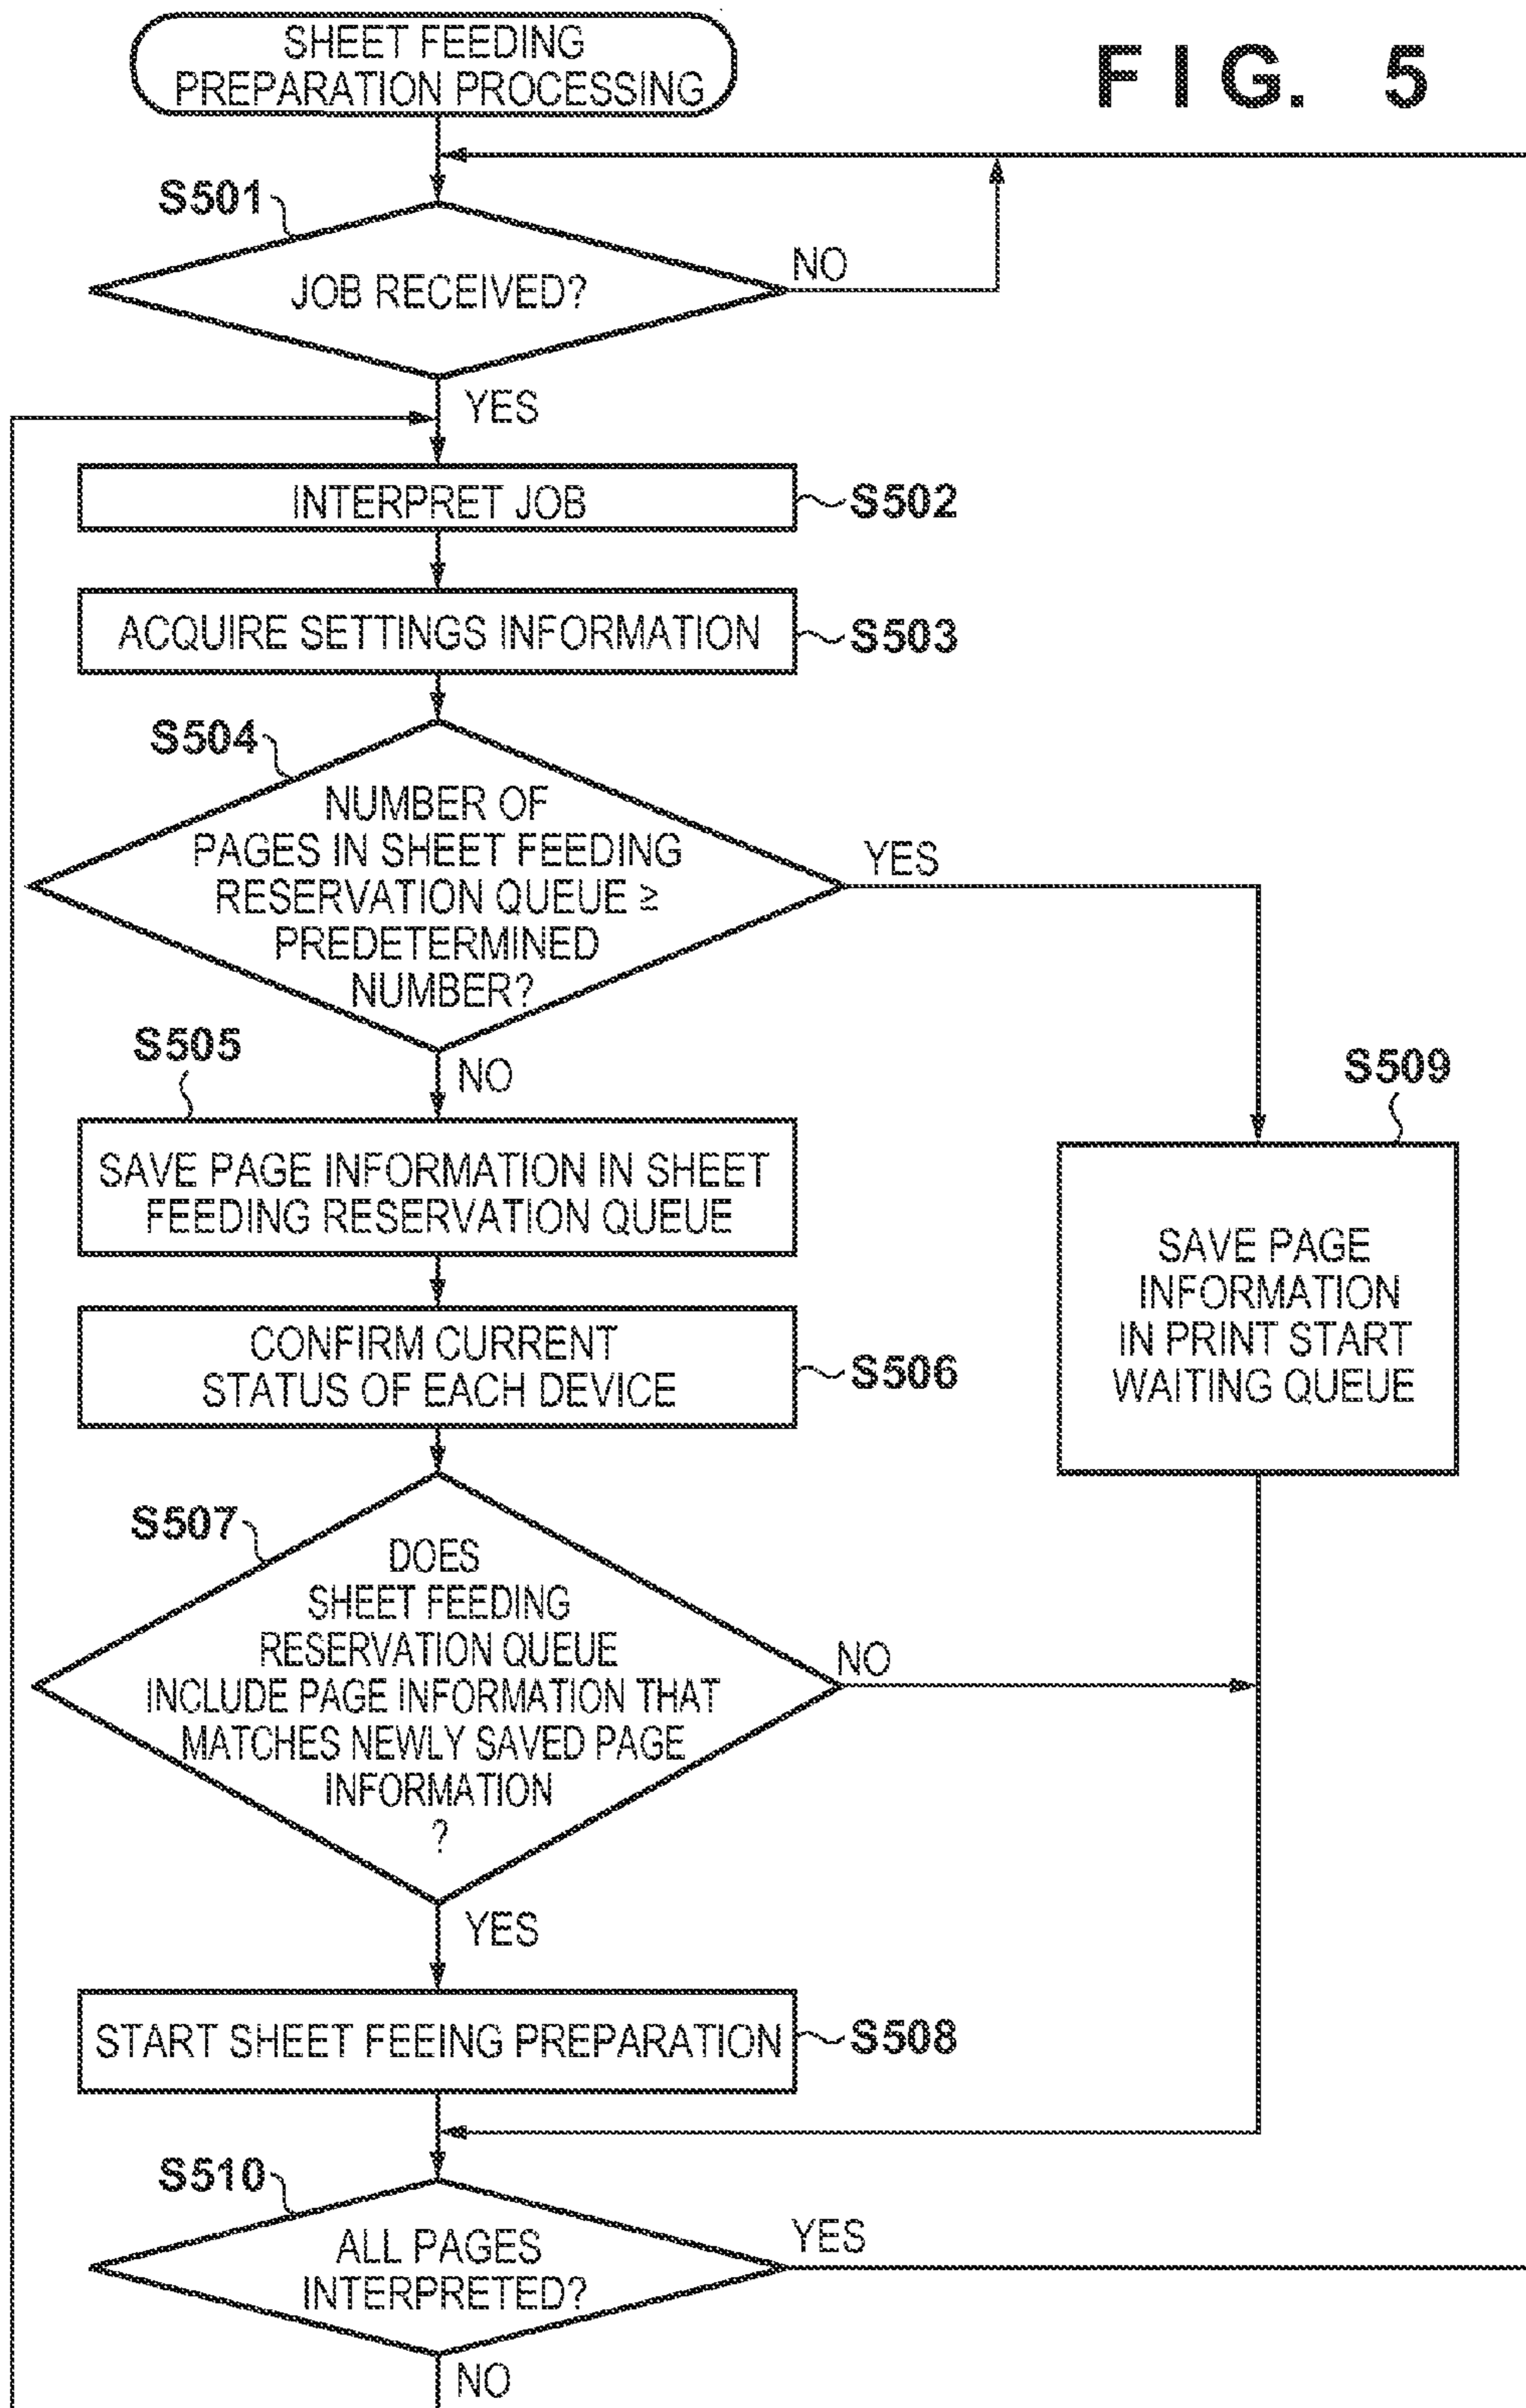 SHEET FEEDING
PREPARATION PROCESSING
FIG. 5
S501
JOB RECEIVED?
NO
YES
INTERPRET JOB
S502
ACQUIRE SETTINGS INFORMATION
S503
S504
NUMBER OF
PAGES IN SHEET FEEDING
RESERVATION QUEUE ≥
PREDETERMINED
NUMBER?
YES
NO
S505
SAVE PAGE INFORMATION IN SHEET
FEEDING RESERVATION QUEUE
S509
SAVE PAGE
INFORMATION
IN PRINT START
WAITING QUEUE
CONFIRM CURRENT
STATUS OF EACH DEVICE
S506
S507
DOES
SHEET FEEDING
RESERVATION QUEUE
INCLUDE PAGE INFORMATION THAT
MATCHES NEWLY SAVED PAGE
INFORMATION
?
NO
YES
START SHEET FEEING PREPARATION
S508
S510
ALL PAGES
INTERPRETED?
YES
NO